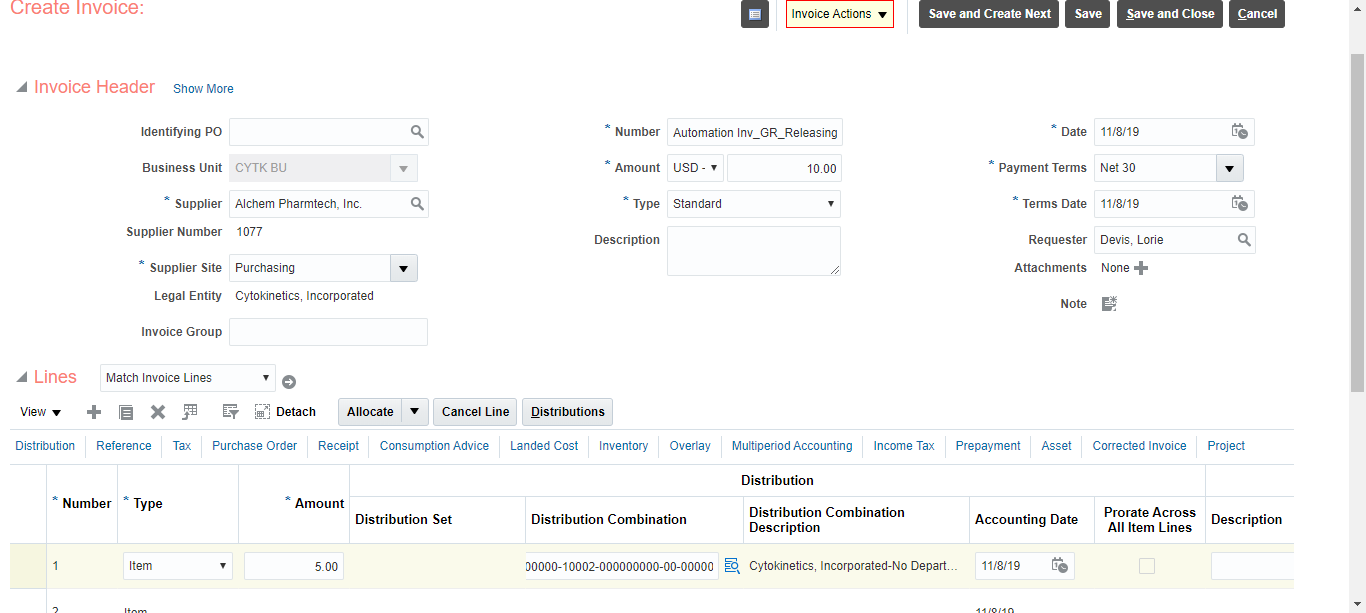 Create Invoice:
Invoice Actions
Save and Create Next
Save
Save and Close
Cancel
Invoice Header
Show More
Identifying PO
Business Unit CYTK BU
* Supplier Alchem Pharmtech, Inc.
Supplier Number 1077
* Supplier Site Purchasing
Legal Entity Cytokinetics, Incorporated
Invoice Group
* Number Automation Inv_GR_Releasing
* Amount USD - 10.00
* Type Standard
Description
* Date 11/8/19
* Payment Terms Net 30
* Terms Date 11/8/19
Requester Devis, Lorie
Attachments None
Note
Lines Match Invoice Lines
View Detach Allocate Cancel Line Distributions
Distribution Reference Tax Purchase Order Receipt Consumption Advice Landed Cost Inventory Overlay Multiperiod Accounting Income Tax Prepayment Asset Corrected Invoice Project
Distribution
* Number * Type * Amount
Distribution Set
Distribution Combination
Distribution Combination
Description
Accounting Date
Prorate Across
All Item Lines
Description
1 Item 5.00 00000-10002-000000000-00-00000 Cytokinetics, Incorporated-No Depart... 11/8/19
2 Item 11/8/19